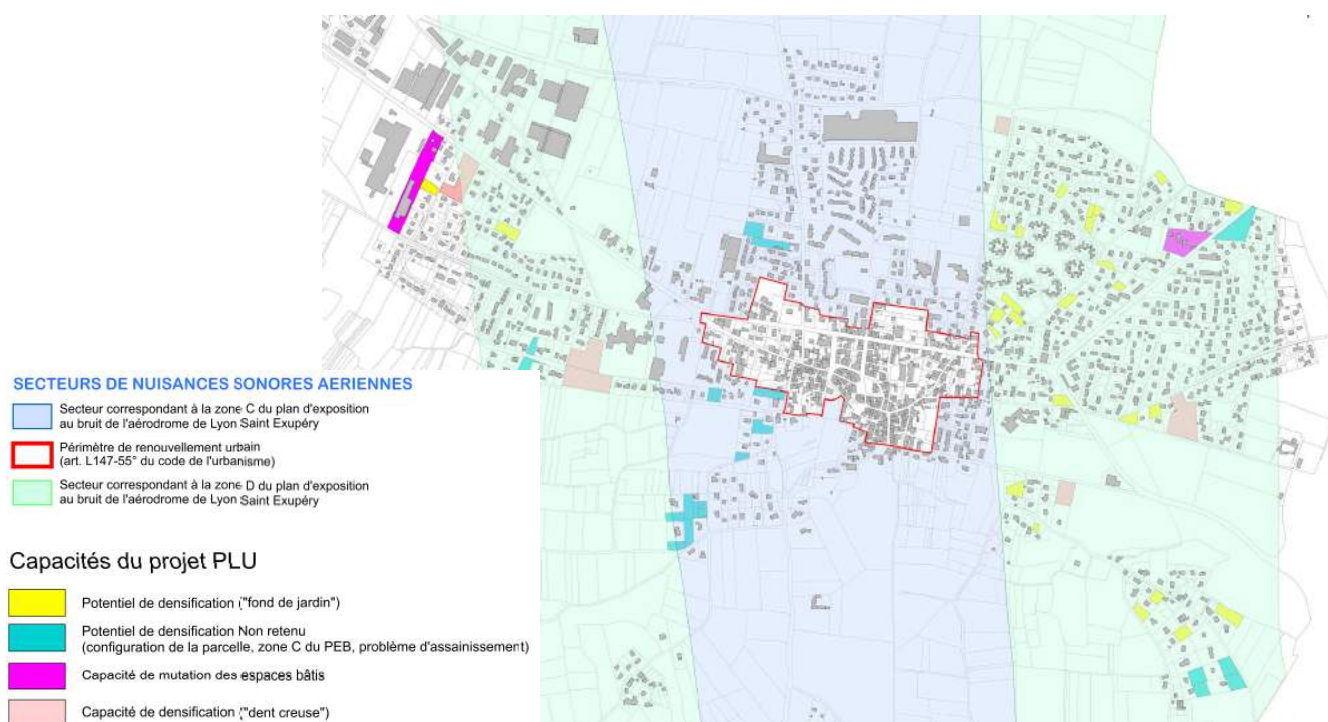 SECTEURS DE NUISANCES SONORES AERIENNES
Secteur correspondant à la zone C du plan d'exposition
au bruit de l'aérodrome de Lyon Saint Exupéry
Périmètre de renouvellement urbain
(art. L147-55° du code de l'urbanisme)
Secteur correspondant à la zone D du plan d'exposition
au bruit de l'aérodrome de Lyon Saint Exupéry
Capacités du projet PLU
Potentiel de densification ("fond de jardin")
Potentiel de densification Non retenu
(configuration de la parcelle, zone C du PEB, problème d'assainissement)
Capacité de mutation des espaces bâtis
Capacité de densification ("dent creuse")